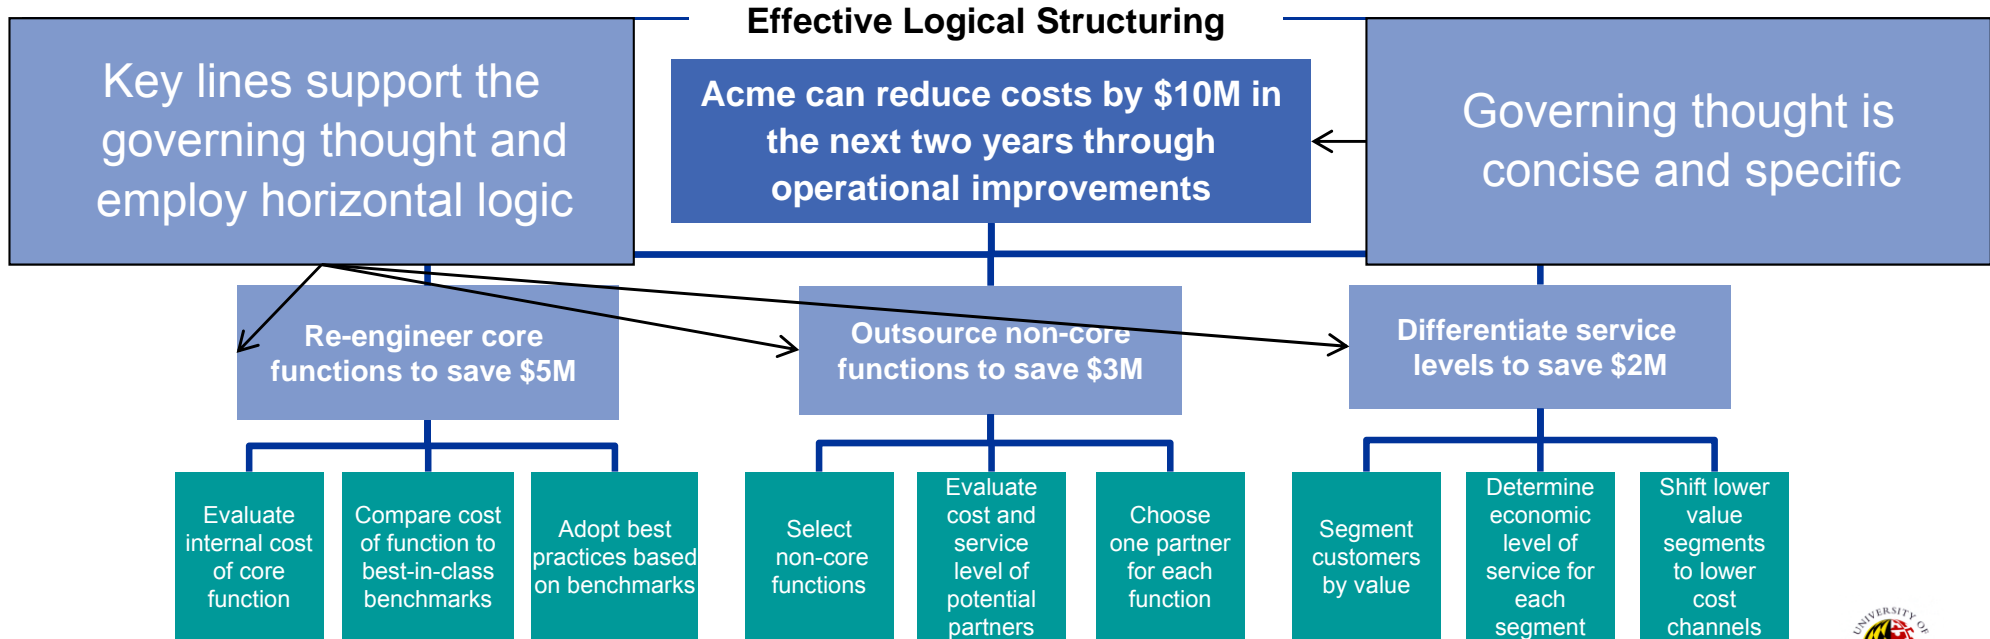 Effective Logical Structuring
Key lines support the
governing thought and
employ horizontal logic
Acme can reduce costs by $10M in
the next two years through
operational improvements
Governing thought is
concise and specific
Re-engineer core
functions to save $5M
Outsource non-core
functions to save $3M
Differentiate service
levels to save $2M
Evaluate
internal cost
of core
function
Compare cost
of function to
best-in-class
benchmarks
Adopt best
practices based
on benchmarks
Select
non-core
functions
Evaluate
cost and
service
level of
potential
partners
Choose
one partner
for each
function
Segment
customers
by value
Determine
economic
level of
service for
each
segment
Shift lower
value
segments
to lower
cost
channels
UNIVERSITY OF